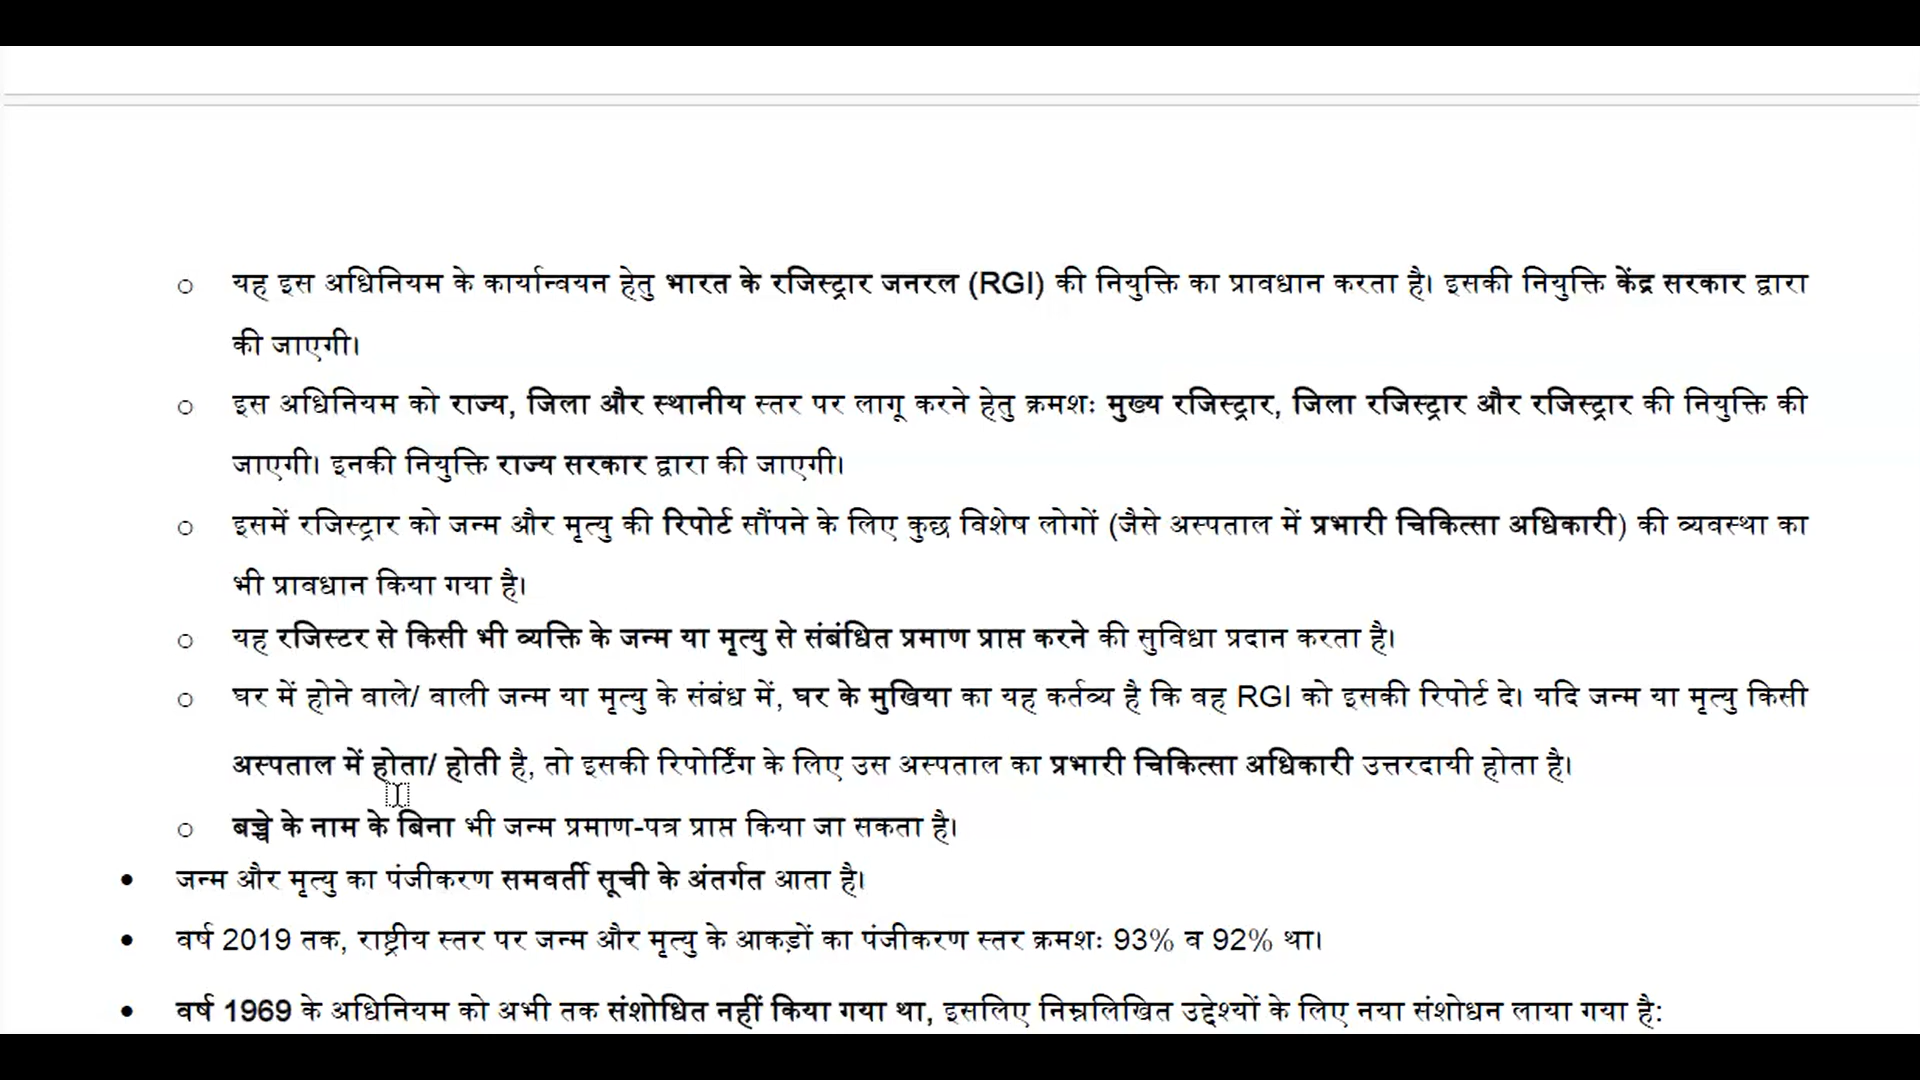 ○ यह इस अधिनियम के कार्यान्वयन हेतु भारत के रजिस्ट्रार जनरल (RGI) की नियुक्ति का प्रावधान करता है। इसकी नियुक्ति केंद्र सरकार द्वारा
की जाएगी।
○ इस अधिनियम को राज्य, जिला और स्थानीय स्तर पर लागू करने हेतु क्रमशः मुख्य रजिस्ट्रार, जिला रजिस्ट्रार और रजिस्ट्रार की नियुक्ति की
जाएगी। इनकी नियुक्ति राज्य सरकार द्वारा की जाएगी।
○ इसमें रजिस्ट्रार को जन्म और मृत्यु की रिपोर्ट सौंपने के लिए कुछ विशेष लोगों (जैसे अस्पताल में प्रभारी चिकित्सा अधिकारी) की व्यवस्था का
भी प्रावधान किया गया है।
○ यह रजिस्टर से किसी भी व्यक्ति के जन्म या मृत्यु से संबंधित प्रमाण प्राप्त करने की सुविधा प्रदान करता है।
○ घर में होने वाले/ वाली जन्म या मृत्यु के संबंध में, घर के मुखिया का यह कर्तव्य है कि वह RGI को इसकी रिपोर्ट दे। यदि जन्म या मृत्यु किसी
अस्पताल में होता/ होती है, तो इसकी रिपोर्टिंग के लिए उस अस्पताल का प्रभारी चिकित्सा अधिकारी उत्तरदायी होता है।
○ बच्चे के नाम के बिना भी जन्म प्रमाण-पत्र प्राप्त किया जा सकता है।
• जन्म और मृत्यु का पंजीकरण समवर्ती सूची के अंतर्गत आता है।
• वर्ष 2019 तक, राष्ट्रीय स्तर पर जन्म और मृत्यु के आकड़ों का पंजीकरण स्तर क्रमशः 93% व 92% था।
• वर्ष 1969 के अधिनियम को अभी तक संशोधित नहीं किया गया था, इसलिए निम्नलिखित उद्देश्यों के लिए नया संशोधन लाया गया है: